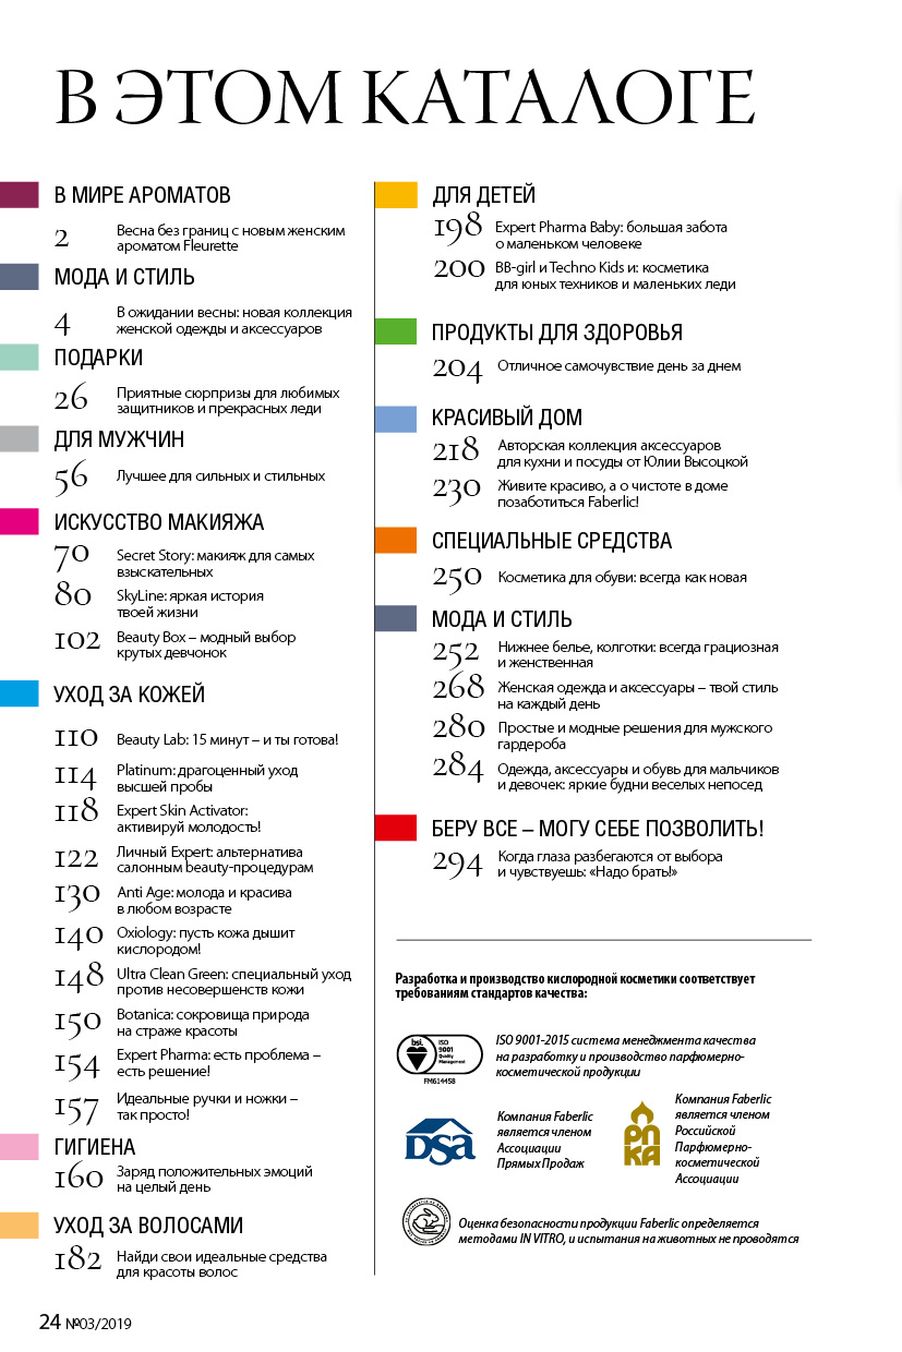 В ЭТОМ КАТАЛОГЕ
В МИРЕ АРОМАТОВ
2 Весна без границ с новым женским
ароматом Fleurette
МОДА И СТИЛЬ
4 В ожидании весны: новая коллекция
женской одежды и аксессуаров
ПОДАРКИ
26 Приятные сюрпризы для любимых
защитников и прекрасных леди
ДЛЯ МУЖЧИН
56 Лучшее для сильных и стильных
ИСКУССТВО МАКИЯЖА
70 Secret Story: макияж для самых
взыскательных
80 SkyLine: яркая история
твоей жизни
102 Beauty Box – модный выбор
крутых девчонок
УХОД ЗА КОЖЕЙ
110 Beauty Lab: 15 минут – и ты готова!
114 Platinum: драгоценный уход
высшей пробы
118 Expert Skin Activator:
активируй молодость!
122 Личный Expert: альтернатива
салонным beauty-процедурам
130 Anti Age: молода и красива
в любом возрасте
140 Oxiology: пусть кожа дышит
кислородом!
148 Ultra Clean Green: специальный уход
против несовершенств кожи
150 Botanica: сокровища природа
на страже красоты
154 Expert Pharma: есть проблема –
есть решение!
157 Идеальные ручки и ножки –
так просто!
ГИГИЕНА
160 Заряд положительных эмоций
на целый день
УХОД ЗА ВОЛОСАМИ
182 Найди свои идеальные средства
для красоты волос
ДЛЯ ДЕТЕЙ
198 Expert Pharma Baby: большая забота
о маленьком человеке
200 BB-girl и Techno Kids и: косметика
для юных техников и маленьких леди
ПРОДУКТЫ ДЛЯ ЗДОРОВЬЯ
204 Отличное самочувствие день за днем
КРАСИВЫЙ ДОМ
218 Авторская коллекция аксессуаров
для кухни и посуды от Юлии Высоцкой
230 Живите красиво, а о чистоте в доме
позаботиться Faberlic!
СПЕЦИАЛЬНЫЕ СРЕДСТВА
250 Косметика для обуви: всегда как новая
МОДА И СТИЛЬ
252 Нижнее белье, колготки: всегда грациозная
и женственная
268 Женская одежда и аксессуары – твой стиль
на каждый день
280 Простые и модные решения для мужского
гардероба
284 Одежда, аксессуары и обувь для мальчиков
и девочек: яркие будни веселых непосед
БЕРУ ВСЕ – МОГУ СЕБЕ ПОЗВОЛИТЬ!
294 Когда глаза разбегаются от выбора
и чувствуешь: «Надо брать!»
Разработка и производство кислородной косметики соответствует
требованиям стандартов качества:
bsi.
ISO
9001
Quality
Management
FM614458
ISO 9001-2015 система менеджмента качества
на разработку и производство парфюмерно-
косметической продукции
DSA
Компания Faberlic
является членом
Ассоциации
Прямых Продаж
РПКА
Компания Faberlic
является членом
Российской
Парфюмерно-
косметической
Ассоциации
Оценка безопасности продукции Faberlic определяется
методами IN VITRO, и испытания на животных не проводятся
24 №03/2019